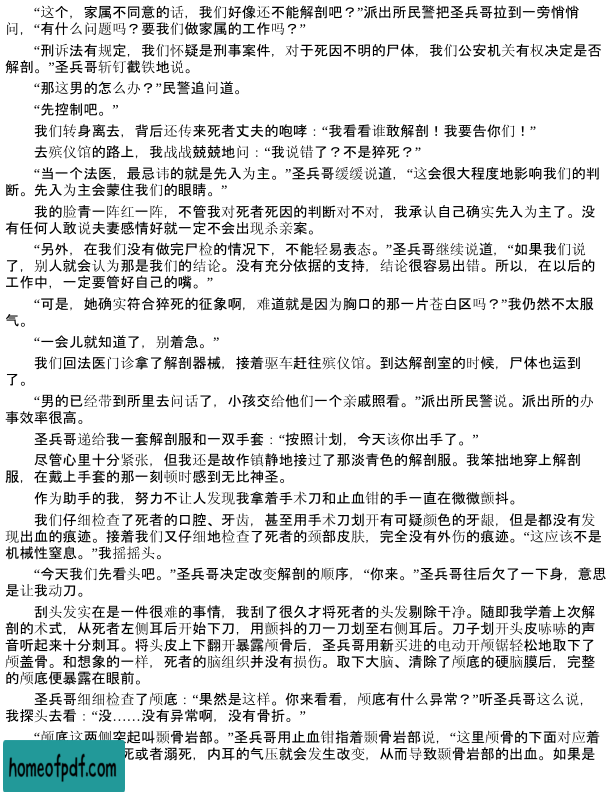 “这个，家属不同意的话，我们好像还不能解剖吧？”派出所民警把圣兵哥拉到一旁悄悄
问，“有什么问题吗？要我们做家属的工作吗？”
“刑诉法有规定，我们怀疑是刑事案件，对于死因不明的尸体，我们公安机关有权决定是否
解剖。”圣兵哥斩钉截铁地说。
“那这男的怎么办？”民警追问道。
“先控制吧。”
我们转身离去，背后还传来死者丈夫的咆哮：“我看看谁敢解剖！我要告你们！”
去殡仪馆的路上，我战战兢兢地问：“我说错了？不是猝死？”
“当一个法医，最忌讳的就是先入为主。”圣兵哥缓缓说道，“这会很大程度地影响我们的判
断。先入为主会蒙住我们的眼睛。”
我的脸青一阵红一阵，不管我对死者死因的判断对不对，我承认自己确实先入为主了。没
有任何人敢说夫妻感情好就一定不会出现杀亲案。
“另外，在我们没有做完尸检的情况下，不能轻易表态。”圣兵哥继续说道，“如果我们说
了，别人就会认为那是我们的结论。没有充分依据的支持，结论很容易出错。所以，在以后的
工作中，一定要管好自己的嘴。”
“可是，她确实符合猝死的征象啊，难道就是因为胸口的那一片苍白区吗？”我仍然不太服
气。
“一会儿就知道了，别着急。”
我们回法医门诊拿了解剖器械，接着驱车赶往殡仪馆。到达解剖室的时候，尸体也运到
了。
“男的已经带到所里去问话了，小孩交给他们一个亲戚照看。”派出所民警说。派出所的办
事效率很高。
圣兵哥递给我一套解剖服和一双手套：“按照计划，今天该你出手了。”
尽管心里十分紧张，但我还是故作镇静地接过了那淡青色的解剖服。我笨拙地穿上解剖
服，在戴上手套的那一刻顿时感到无比神圣。
作为助手的我，努力不让人发现我拿着手术刀和止血钳的手一直在微微颤抖。
我们仔细检查了死者的口腔、牙齿，甚至用手术刀划开有可疑颜色的牙龈，但是都没有发
现出血的痕迹。接着我们又仔细地检查了死者的颈部皮肤，完全没有外伤的痕迹。“这应该不是
机械性窒息。”我摇摇头。
“今天我们先看头吧。”圣兵哥决定改变解剖的顺序，“你来。”圣兵哥往后欠了一下身，意思
是让我动刀。
刮头发实在是一件很难的事情，我刮了很久才将死者的头发剔除干净。随即我学着上次解
剖的术式，从死者左侧耳后开始下刀，用颤抖的刀一刀划至右侧耳后。刀子划开头皮哧哧的声
音听起来十分刺耳。将头皮上下翻开暴露颅骨后，圣兵哥用新买进的电动开颅锯轻松地取下了
颅盖骨。和想象的一样，死者的脑组织并没有损伤。取下大脑、清除了颅底的硬脑膜后，完整
的颅底便暴露在眼前。
圣兵哥细细检查了颅底：“果然是这样。你来看看，颅底有什么异常？”听圣兵哥这么说，
我探头去看：“没……没有异常啊，没有骨折。”
“颅底这两侧突起叫颞骨岩部。”圣兵哥用止血钳指着颞骨岩部说，“这里颅骨的下面对应着
死或者溺死，内耳的气压就会发生改变，从而导致颞骨岩部的出血。如果是
homeofpdf.com